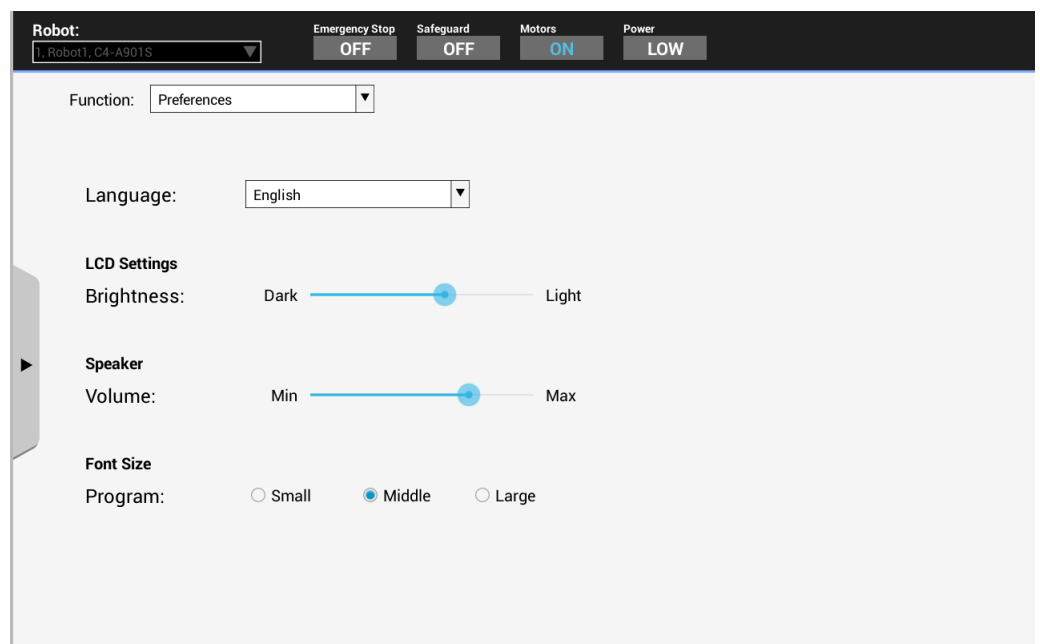 Robot:
1, Robot1, C4-A901S
Emergency Stop
OFF
Safeguard
OFF
Motors
ON
Power
LOW
Function: Preferences
Language: English
LCD Settings
Brightness: Dark Light
Speaker
Volume: Min Max
Font Size
Program: Small Middle Large